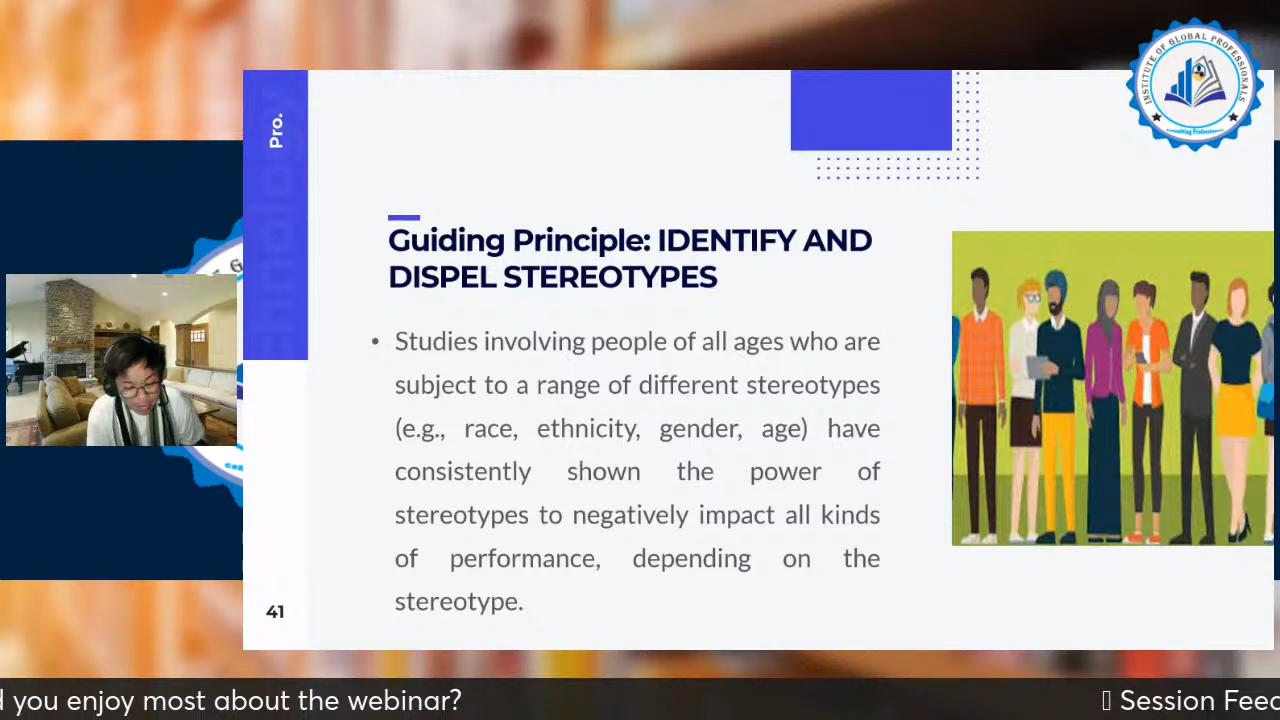 Pro.
INSTITUTE OF GLOBAL PROFESSIONALS
Consulting Professionals
Guiding Principle: IDENTIFY AND
DISPEL STEREOTYPES
• Studies involving people of all ages who are
subject to a range of different stereotypes
(e.g., race, ethnicity, gender, age) have
consistently shown the power of
stereotypes to negatively impact all kinds
of performance, depending on the
stereotype.
41
you enjoy most about the webinar?
Session